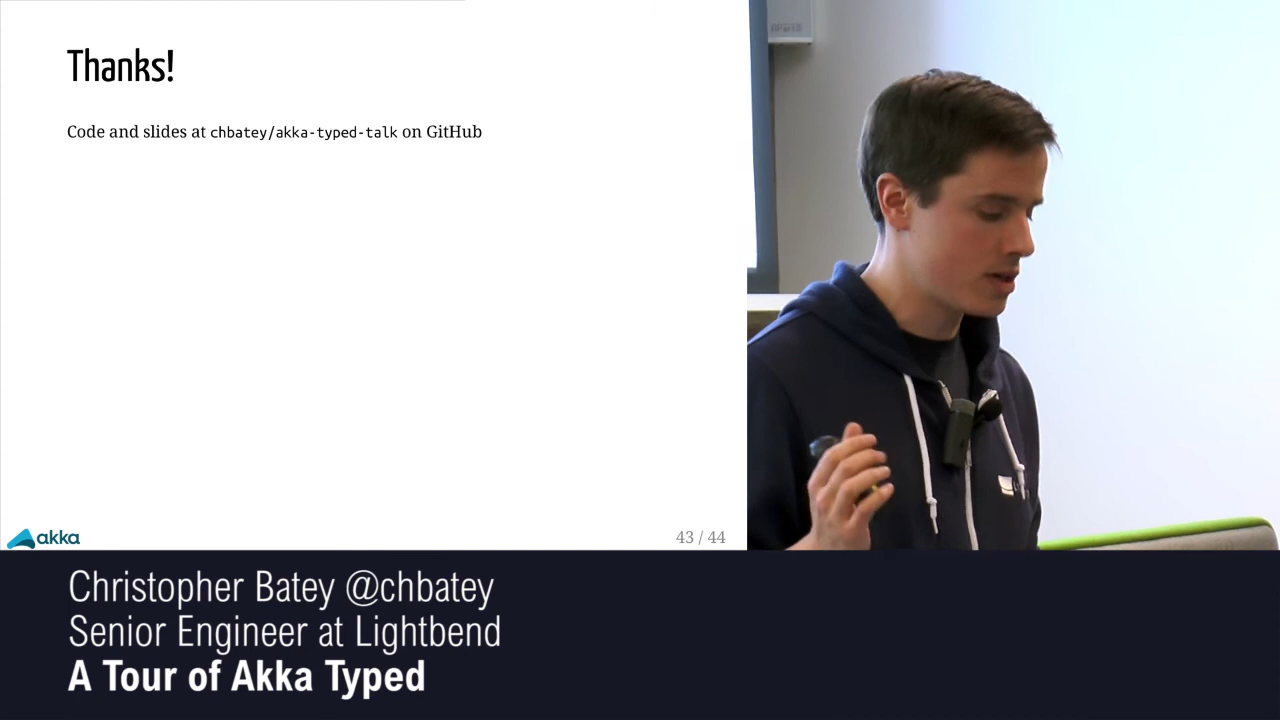 Thanks!
Code and slides at chbatey/akka-typed-talk on GitHub
akka
43 / 44
Christopher Batey @chbatey
Senior Engineer at Lightbend
A Tour of Akka Typed